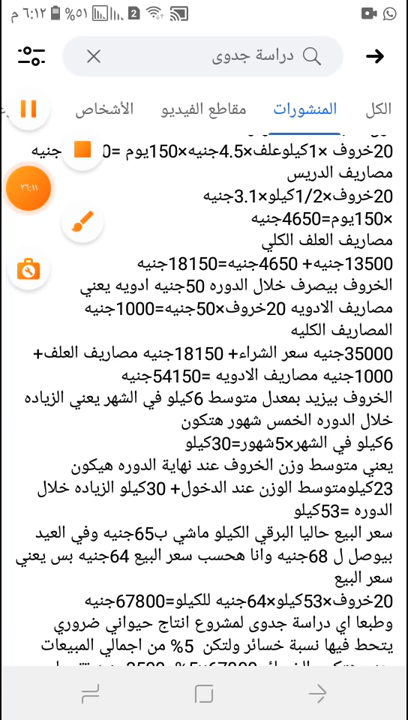 ٦:١٢ م ٥١%
دراسة جدوى
الكل المنشورات مقاطع الفيديو الأشخاص
20خروف ×1كيلوعلف×4.5جنيه×150يوم =0 جنيه
مصاريف الدريس
20خروف×1/2كيلو×3.1جنيه
×150يوم=4650جنيه
مصاريف العلف الكلي
13500جنيه+ 4650جنيه=18150جنيه
الخروف بيصرف خلال الدوره 50جنيه ادويه يعني
مصاريف الادويه 20خروف×50جنيه=1000جنيه
المصاريف الكليه
35000جنيه سعر الشراء+ 18150جنيه مصاريف العلف+
1000جنيه مصاريف الادويه =54150جنيه
الخروف بيزيد بمعدل متوسط 6كيلو في الشهر يعني الزياده
خلال الدوره الخمس شهور هتكون
6كيلو في الشهر×5شهور=30كيلو
يعني متوسط وزن الخروف عند نهاية الدوره هيكون
23كيلومتوسط الوزن عند الدخول+ 30كيلو الزياده خلال
الدوره =53كيلو
سعر البيع حاليا البرقي الكيلو ماشي ب65جنيه وفي العيد
بيوصل ل 68جنيه وانا هحسب سعر البيع 64جنيه بس يعني
سعر البيع
20خروف×53كيلو×64جنيه للكيلو=67800جنيه
وطبعا اي دراسة جدوى لمشروع انتاج حيواني ضروري
يتحط فيها نسبة خسائر ولتكن 5% من اجمالي المبيعات
٢٦:١١